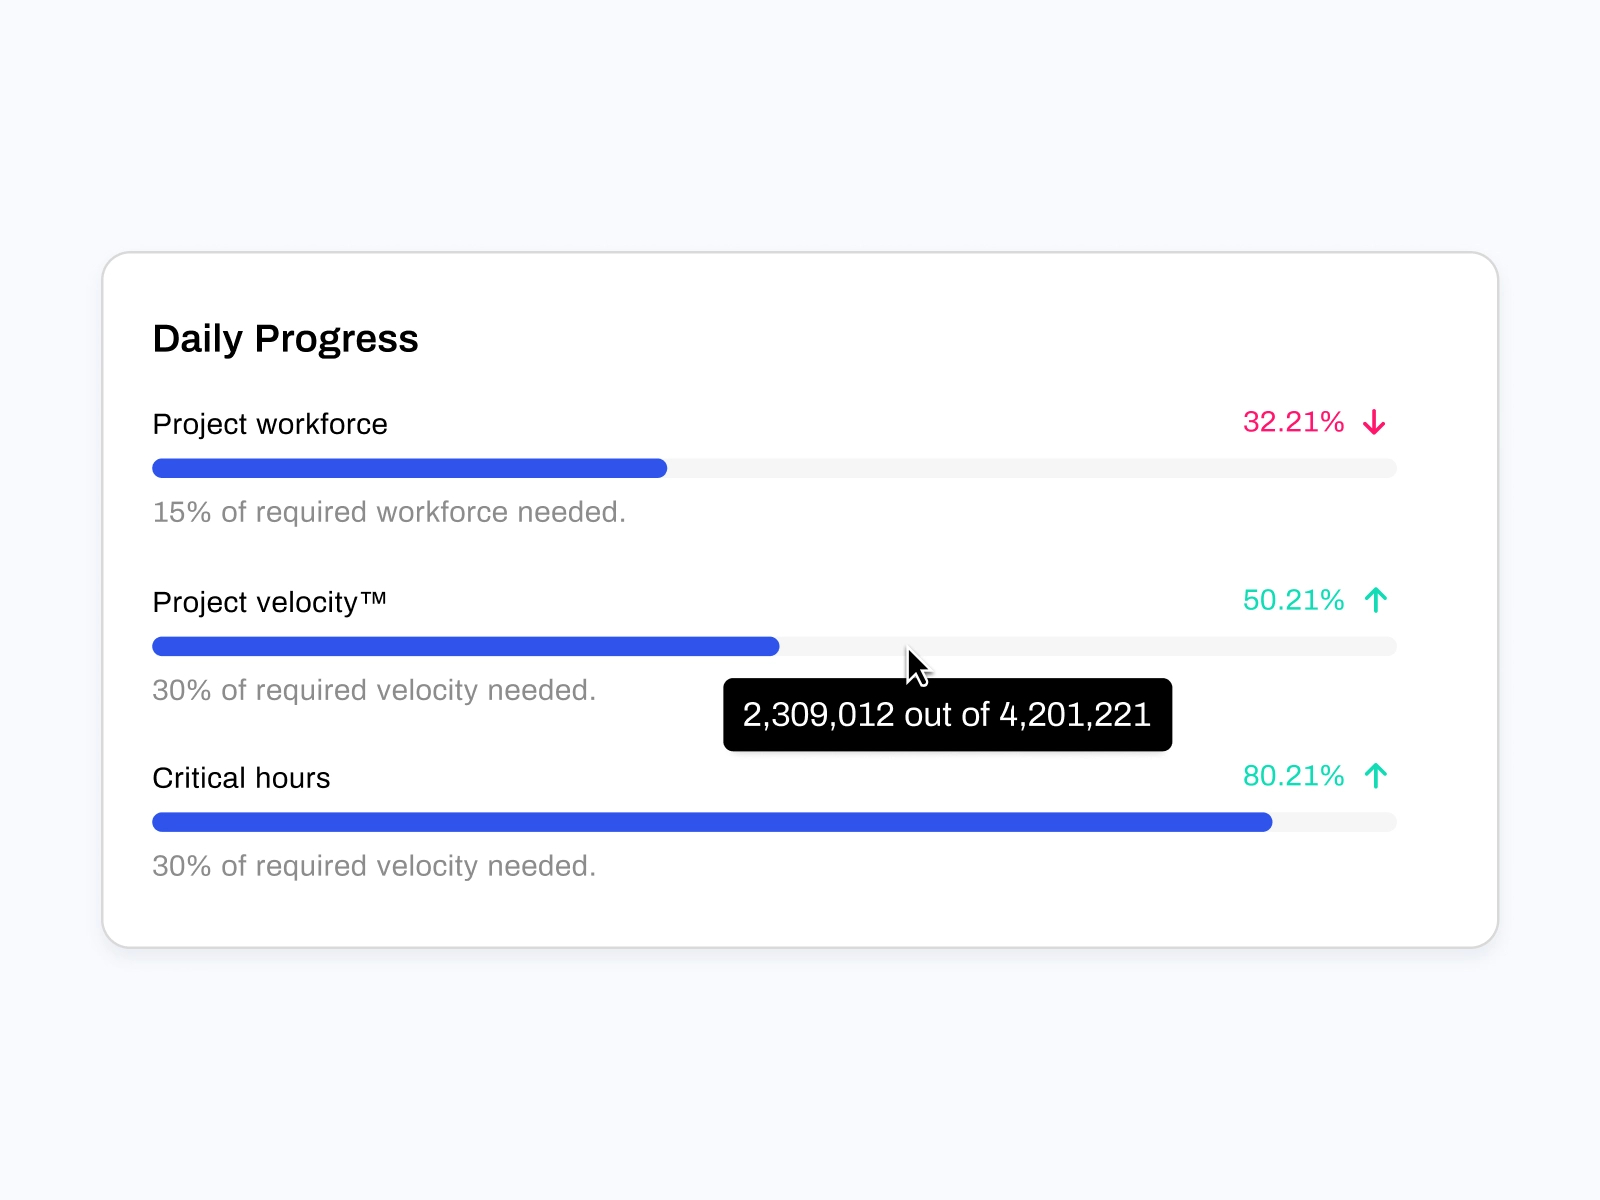 Daily Progress
Project workforce
32.21%
15% of required workforce needed.
Project velocity™
50.21%
30% of required velocity needed.
2,309,012 out of 4,201,221
Critical hours
80.21%
30% of required velocity needed.